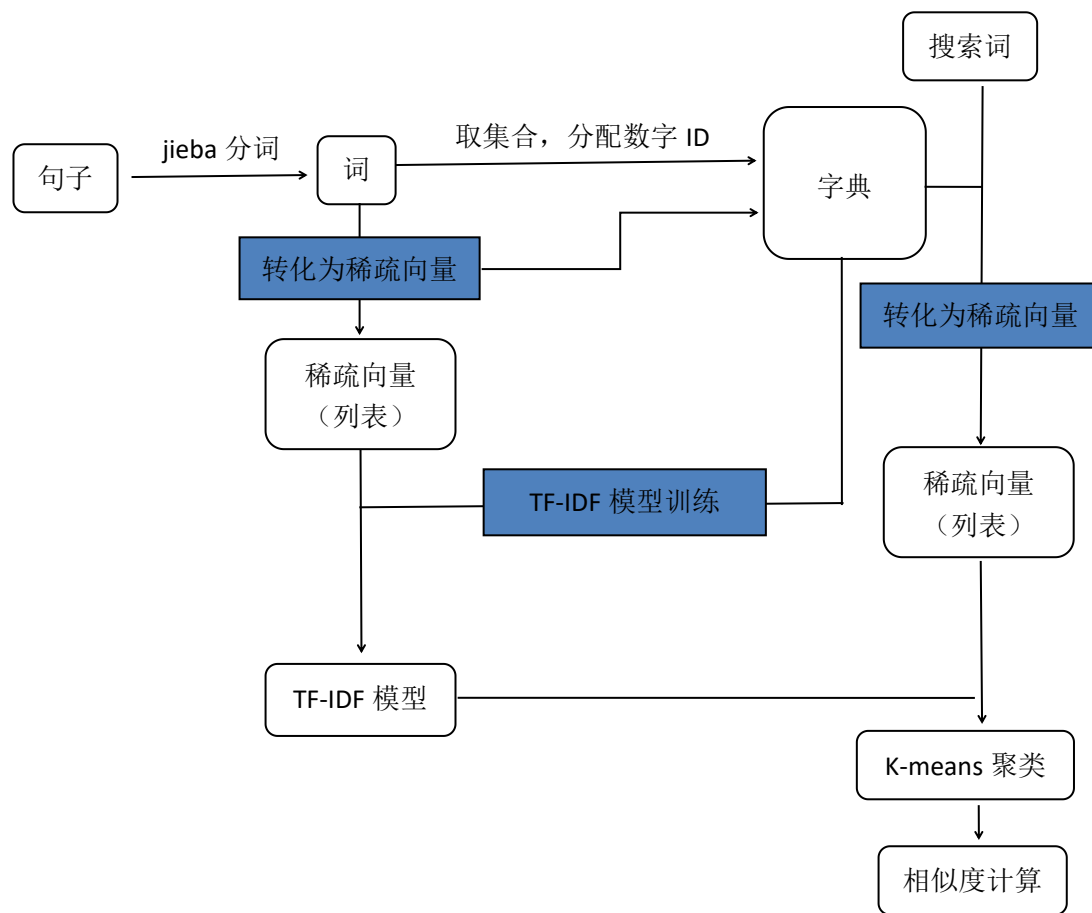 搜索词
jieba 分词
取集合，分配数字 ID
句子
词
字典
转化为稀疏向量
转化为稀疏向量
稀疏向量
（列表）
TF-IDF 模型训练
稀疏向量
（列表）
TF-IDF 模型
K-means 聚类
相似度计算